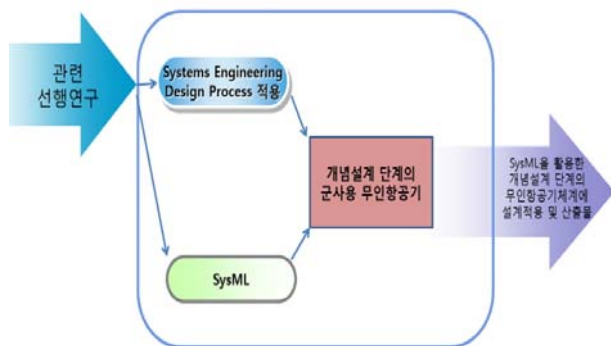 관련
선행연구
Systems Engineering
Design Process 적용
개념설계 단계의
군사용 무인항공기
SysML
SysML을 활용한
개념설계 단계의
무인항공기체계에
설계적용 및 산출물